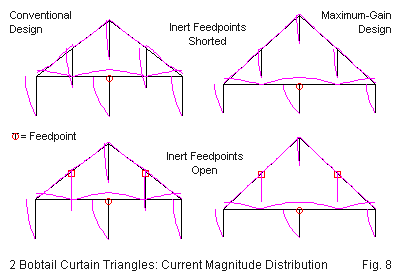 Conventional
Design
Inert Feedpoints
Shorted
Maximum-Gain
Design
= Feedpoint
Inert Feedpoints
Open
2 Bobtail Curtain Triangles: Current Magnitude Distribution Fig. 8